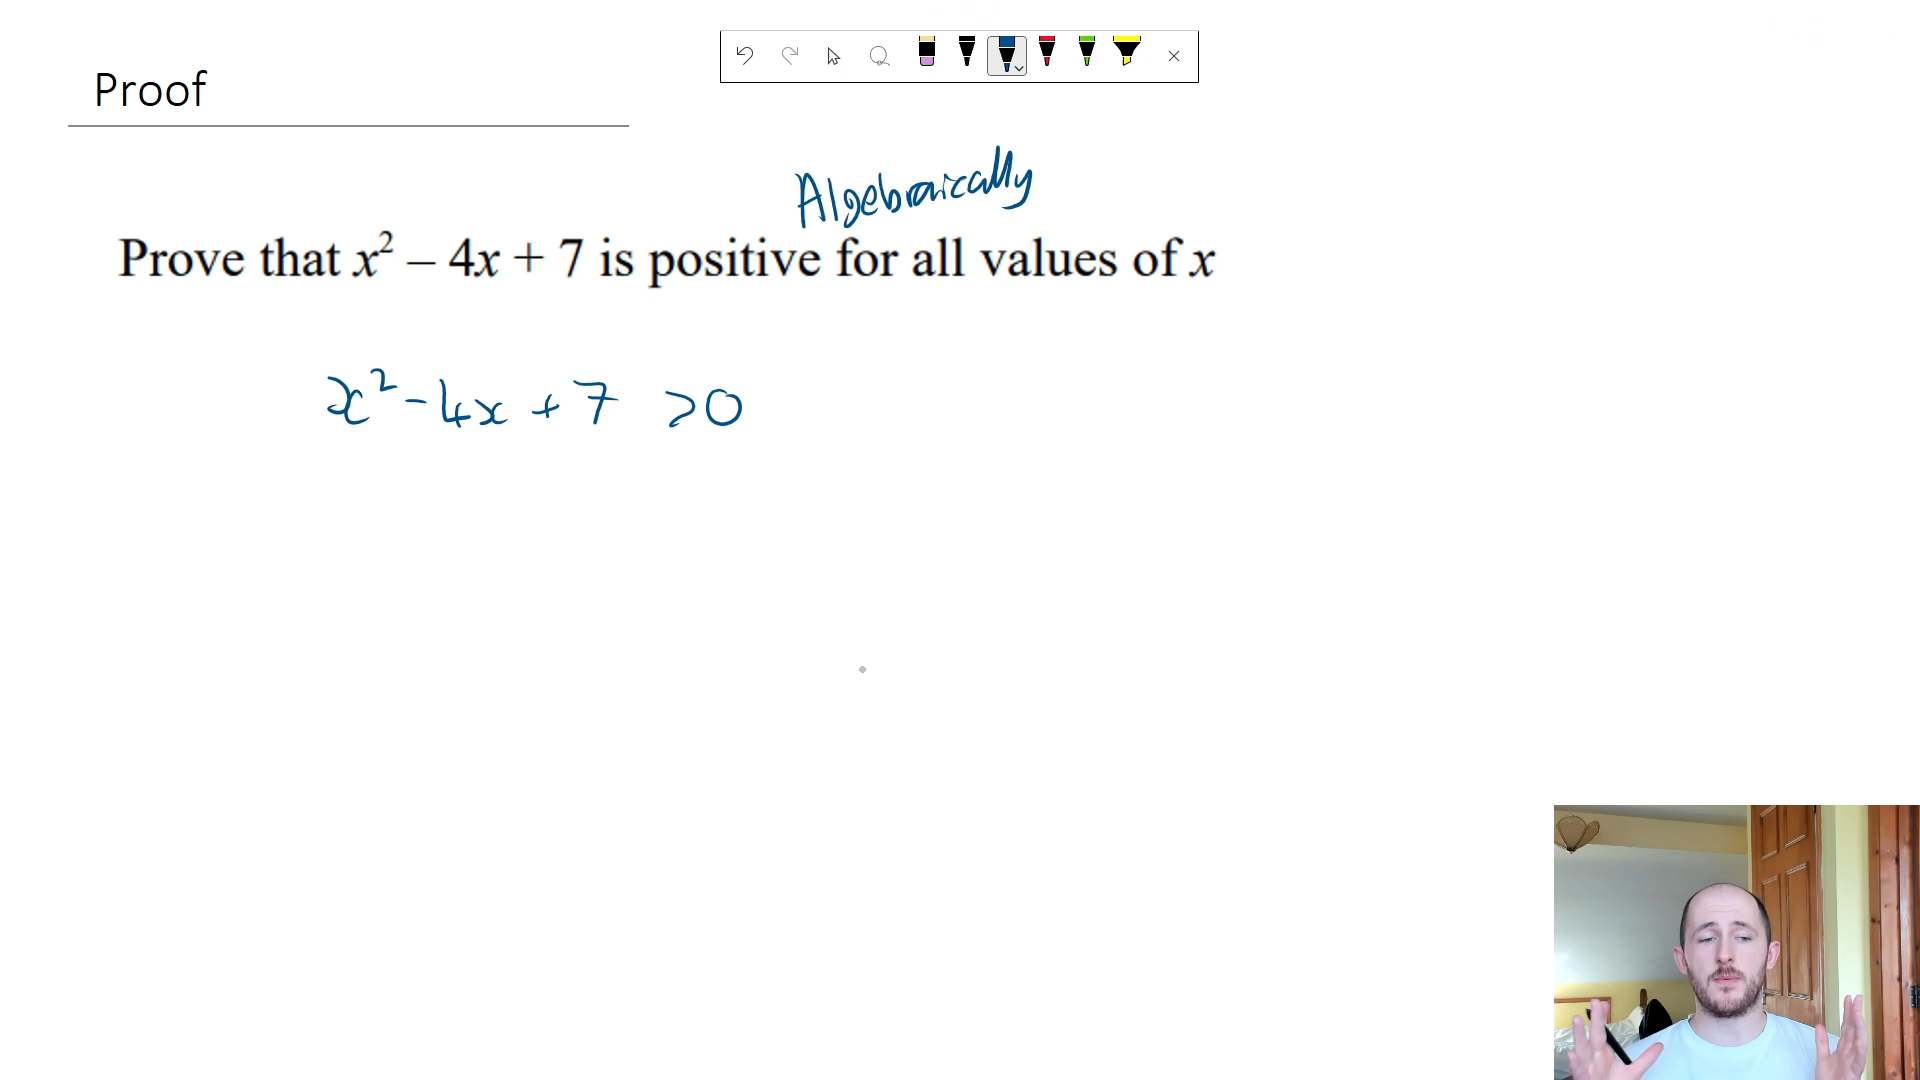 Proof
Algebraically
Prove that x² – 4x + 7 is positive for all values of x
x² - 4x + 7 >0